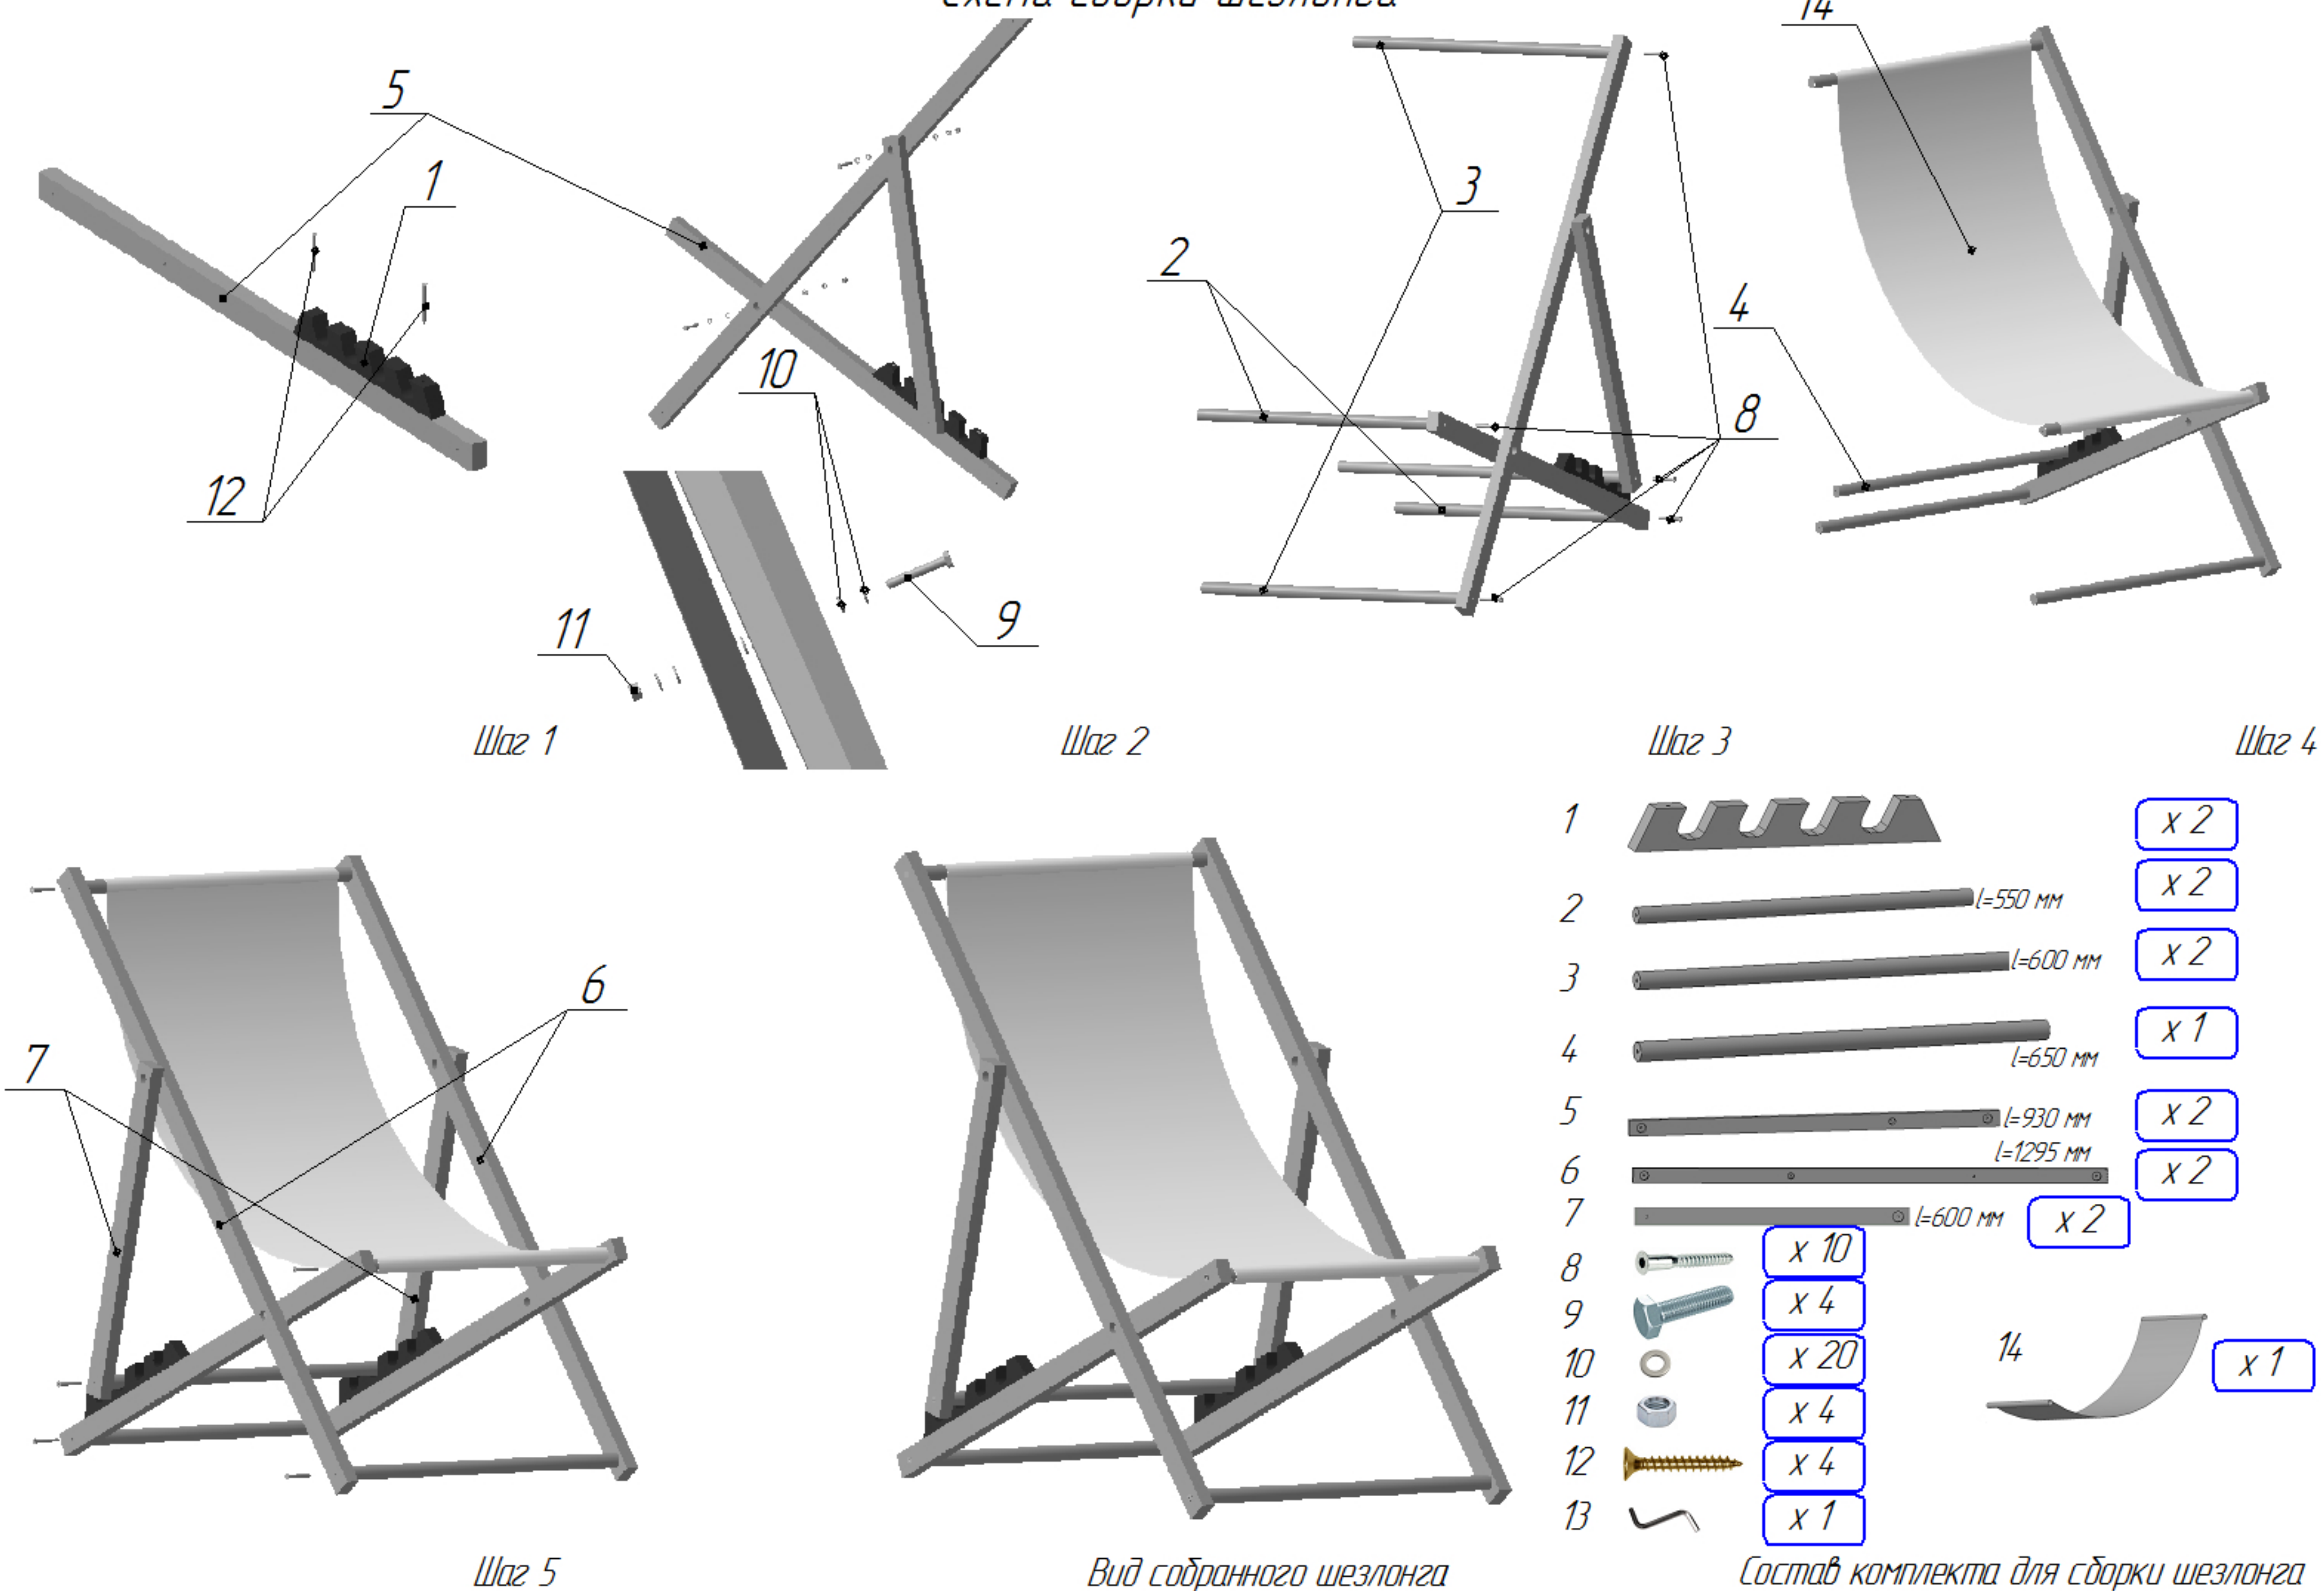 Схема сборки шезлонга
14
5
1
12
10
11
9
3
2
8
4
Шаг 1
Шаг 2
Шаг 3
Шаг 4
7
6
1 x 2
2 l=550 мм x 2
3 l=600 мм x 2
4 l=650 мм x 1
5 l=930 мм x 2
6 l=1295 мм x 2
7 l=600 мм x 2
8 x 10
9 x 4
10 x 20
11 x 4
12 x 4
13 x 1
14 x 1
Шаг 5
Вид собранного шезлонга
Состав комплекта для сборки шезлонга